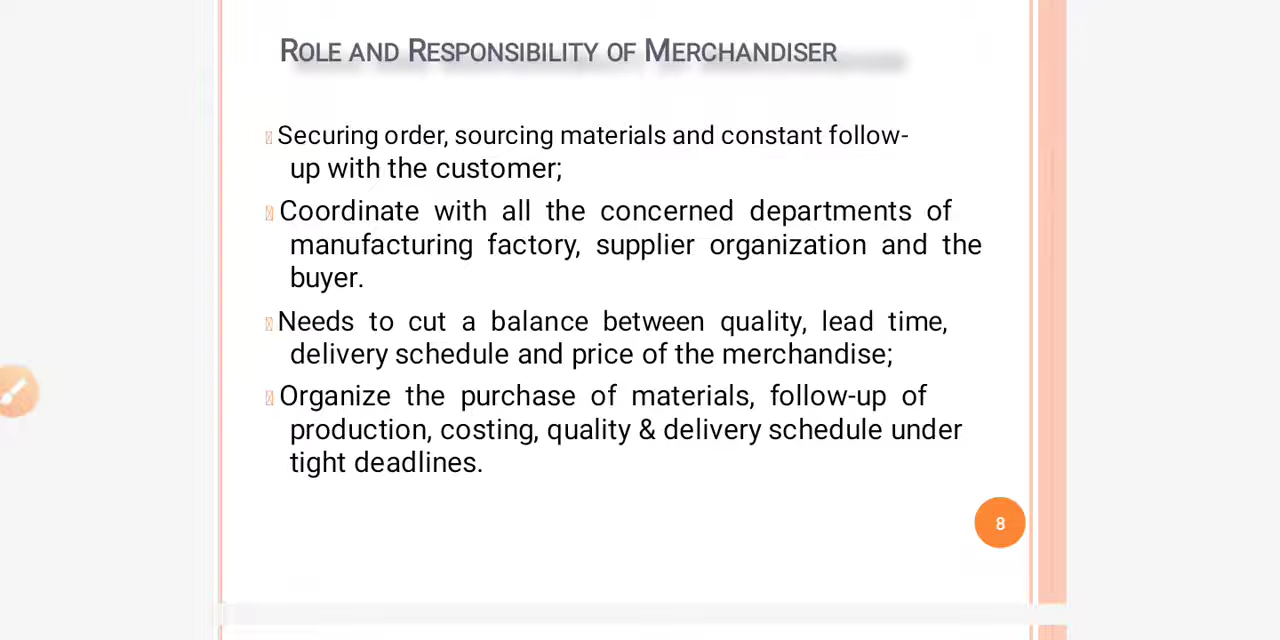 ROLE AND RESPONSIBILITY OF MERCHANDISER
Securing order, sourcing materials and constant follow-
up with the customer;
Coordinate with all the concerned departments of
manufacturing factory, supplier organization and the
buyer.
Needs to cut a balance between quality, lead time,
delivery schedule and price of the merchandise;
Organize the purchase of materials, follow-up of
production, costing, quality & delivery schedule under
tight deadlines.
8